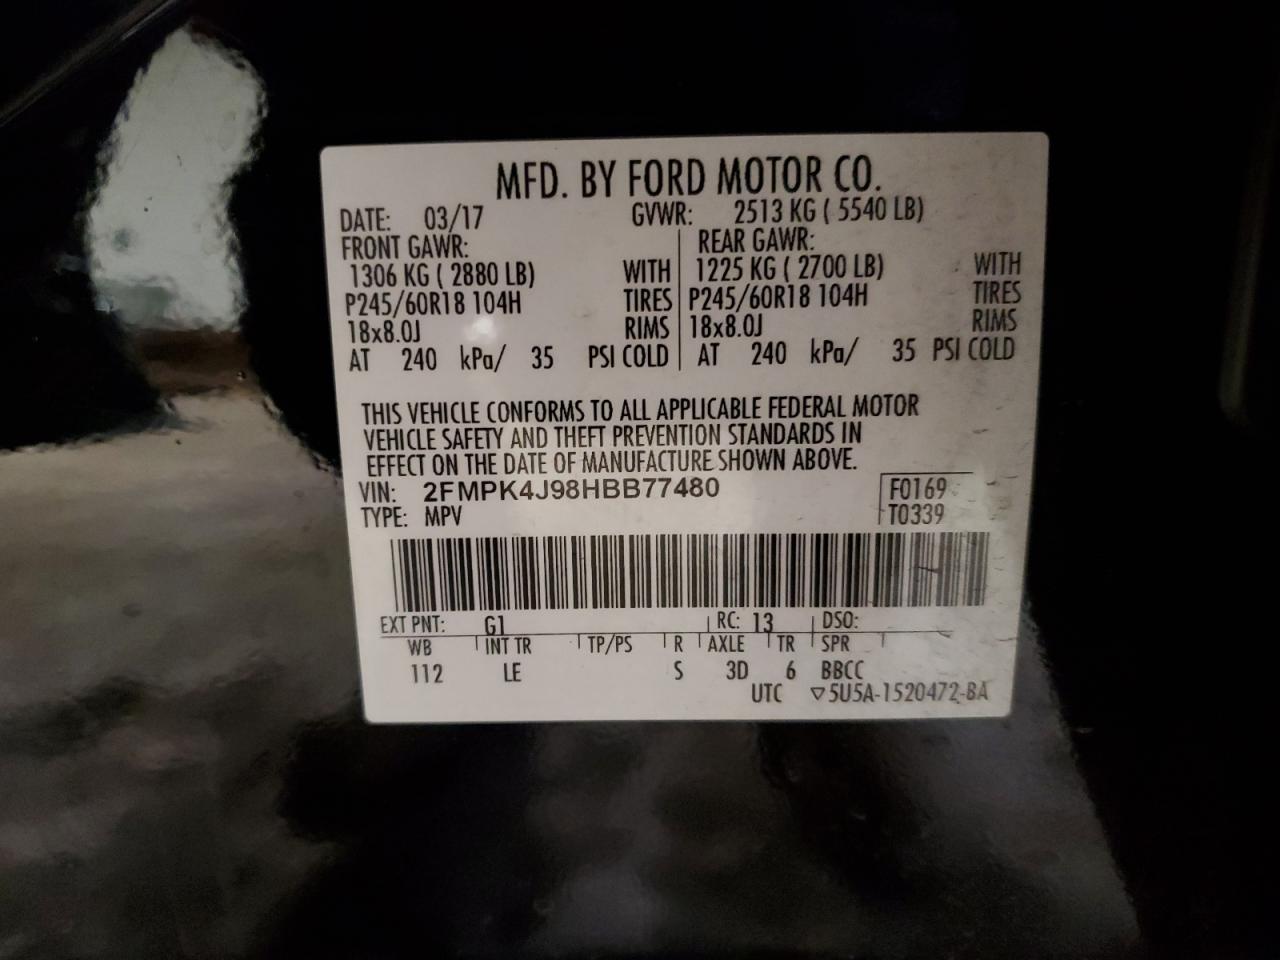 MFD. BY FORD MOTOR CO.
DATE: 03/17 GVWR: 2513 KG ( 5540 LB)
FRONT GAWR: REAR GAWR:
1306 KG ( 2880 LB) WITH 1225 KG ( 2700 LB) WITH
P245/60R18 104H TIRES P245/60R18 104H TIRES
18x8.0J RIMS 18x8.0J RIMS
AT 240 kPa/ 35 PSI COLD AT 240 kPa/ 35 PSI COLD
THIS VEHICLE CONFORMS TO ALL APPLICABLE FEDERAL MOTOR
VEHICLE SAFETY AND THEFT PREVENTION STANDARDS IN
EFFECT ON THE DATE OF MANUFACTURE SHOWN ABOVE.
VIN: 2FMPK4J98HBB77480 F0169
TYPE: MPV T0339
EXT PNT: G1 RC: 13 DSO:
WB INT TR TP/PS R AXLE TR SPR
112 LE S 3D 6 BBCC
UTC ▽5U5A-1520472-BA